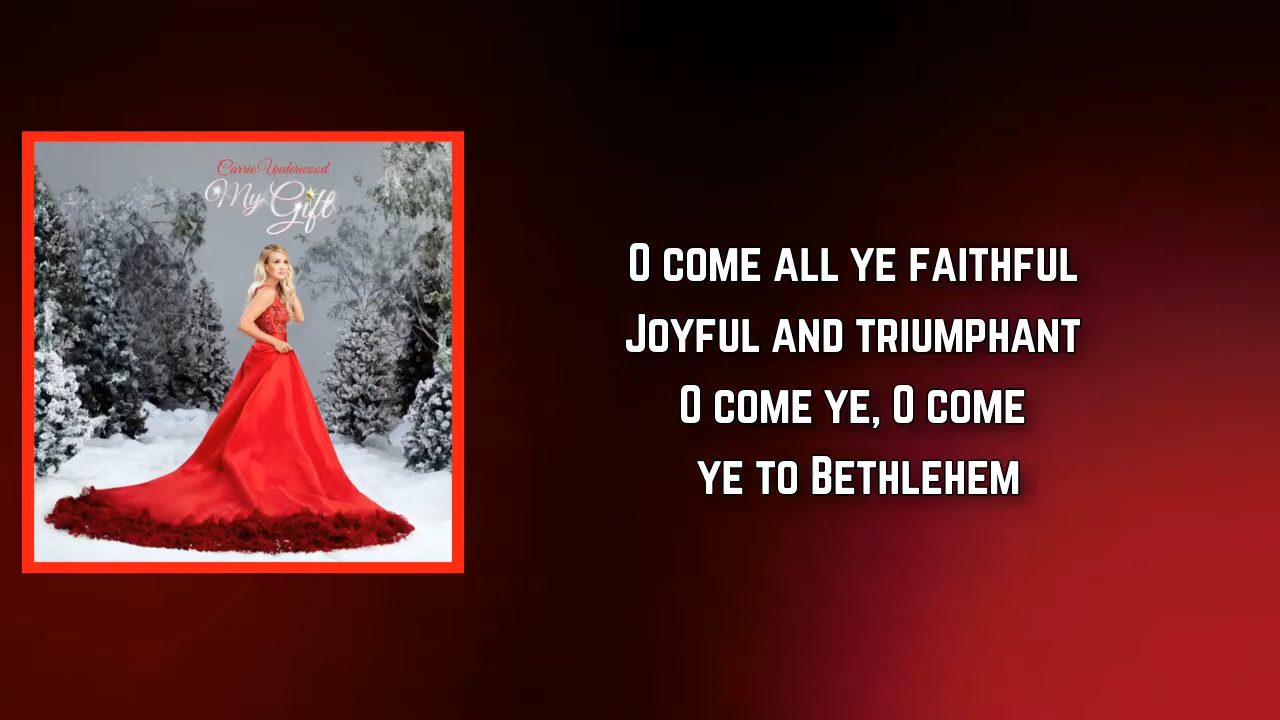 Carrie Underwood
My Gift
O come all ye faithful
Joyful and triumphant
O come ye, O come
ye to Bethlehem